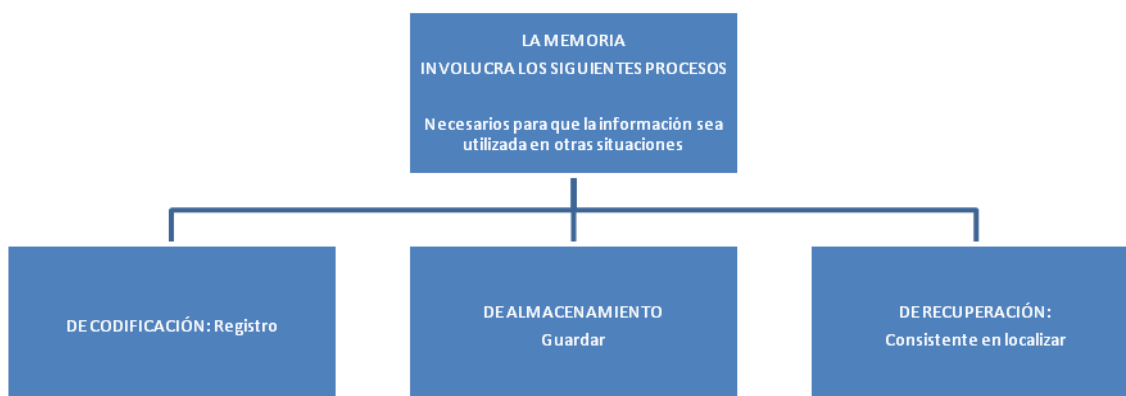 LA MEMORIA
INVOLUCRA LOS SIGUIENTES PROCESOS
Necesarios para que la información sea
utilizada en otras situaciones
DE CODIFICACIÓN: Registro
DE ALMACENAMIENTO
Guardar
DE RECUPERACIÓN:
Consistente en localizar